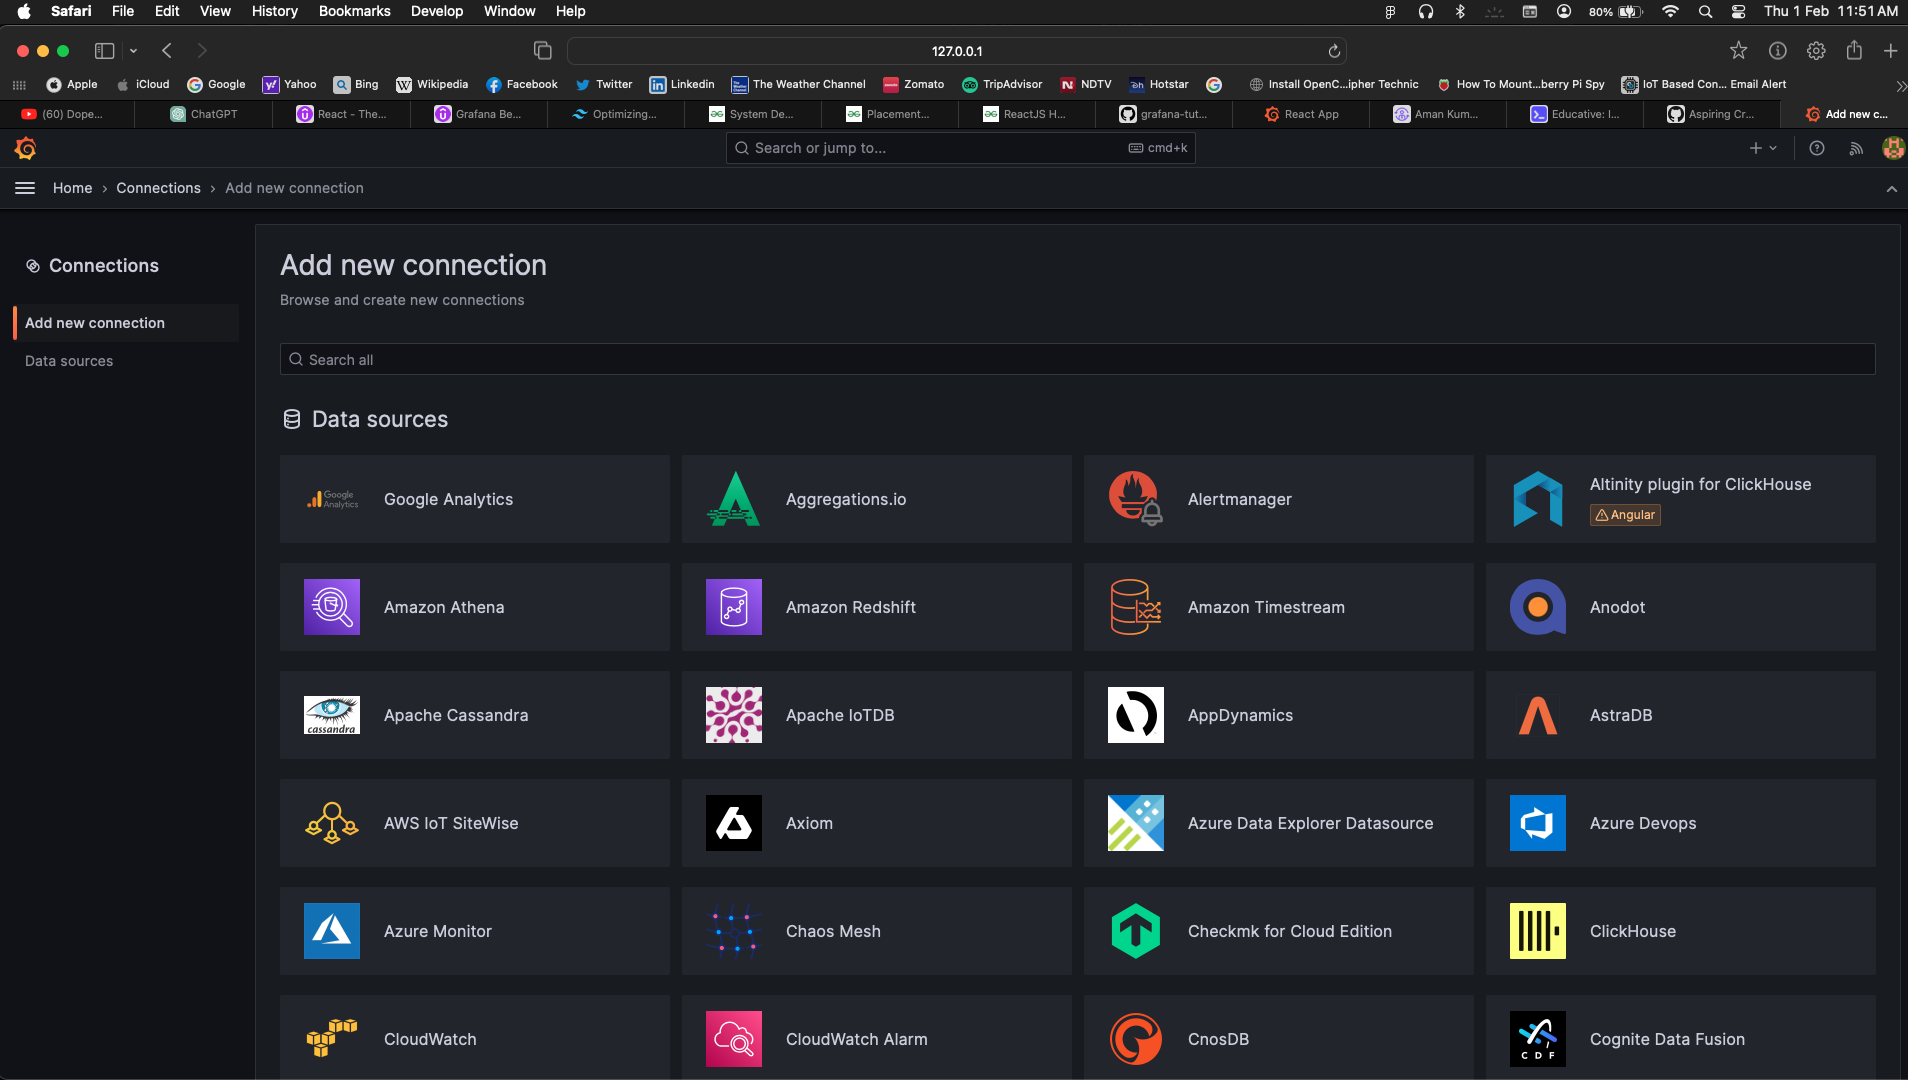 Safari File Edit View History Bookmarks Develop Window Help 80% Thu 1 Feb 11:51 AM
127.0.0.1
Apple iCloud Google Yahoo Bing Wikipedia Facebook Twitter Linkedin The Weather Channel Zomato TripAdvisor NDTV Hotstar Install OpenC...ipher Technic How To Mount...berry Pi Spy IoT Based Con... Email Alert
(60) Dope... ChatGPT React - The... Grafana Be... Optimizing... System De... Placement... ReactJS H... grafana-tut... React App Aman Kum... Educative: I... Aspiring Cr... Add new c...
Search or jump to... cmd+k
Home › Connections › Add new connection
Connections
Add new connection
Data sources
Add new connection
Browse and create new connections
Search all
Data sources
Google Analytics Google Analytics Aggregations.io Alertmanager Altinity plugin for ClickHouse
Angular
Amazon Athena Amazon Redshift Amazon Timestream Anodot
cassandra Apache Cassandra Apache IoTDB AppDynamics AstraDB
AWS IoT SiteWise Axiom Azure Data Explorer Datasource Azure Devops
Azure Monitor Chaos Mesh Checkmk for Cloud Edition ClickHouse
CloudWatch CloudWatch Alarm CnosDB CDF Cognite Data Fusion